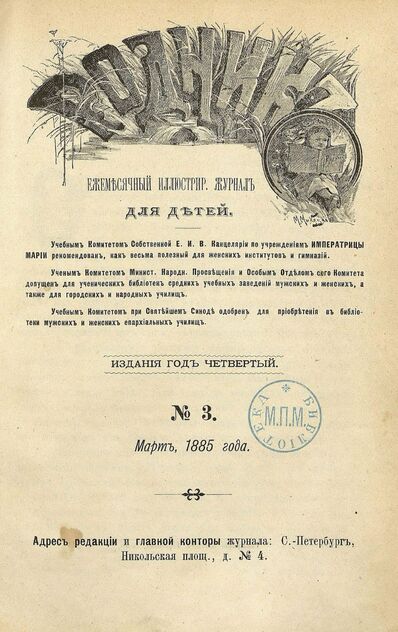 РОДНИКЪ
ЕЖЕМѢСЯЧНЫЙ ИЛЛЮСТРИР. ЖУРНАЛЪ
ДЛЯ ДѢТЕЙ.
Учебнымъ Комитетомъ Собственной Е. И. В. Канцеляріи по учрежденіямъ ИМПЕРАТРИЦЫ
МАРІИ рекомендованъ, какъ весьма полезный для женскихъ институтовъ и гимназій.
Ученымъ Комитетомъ Минист. Народн. Просвѣщенія и Особымъ Отдѣломъ сего Комитета
допущенъ для ученическихъ библіотекъ среднихъ учебныхъ заведеній мужскихъ и женскихъ, а
также для городскихъ и народныхъ училищъ.
Учебнымъ Комитетомъ при Святѣйшемъ Синодѣ одобренъ для пріобрѣтенія въ библіо-
теки мужскихъ и женскихъ епархіальныхъ училищъ.
ИЗДАНІЯ ГОДЪ ЧЕТВЕРТЫЙ.
№ 3.
Мартъ, 1885 года.
БИБЛІОТЕКА
М.П.М.
Адресъ редакціи и главной конторы журнала: С.-Петербургъ,
Никольская площ., д. № 4.